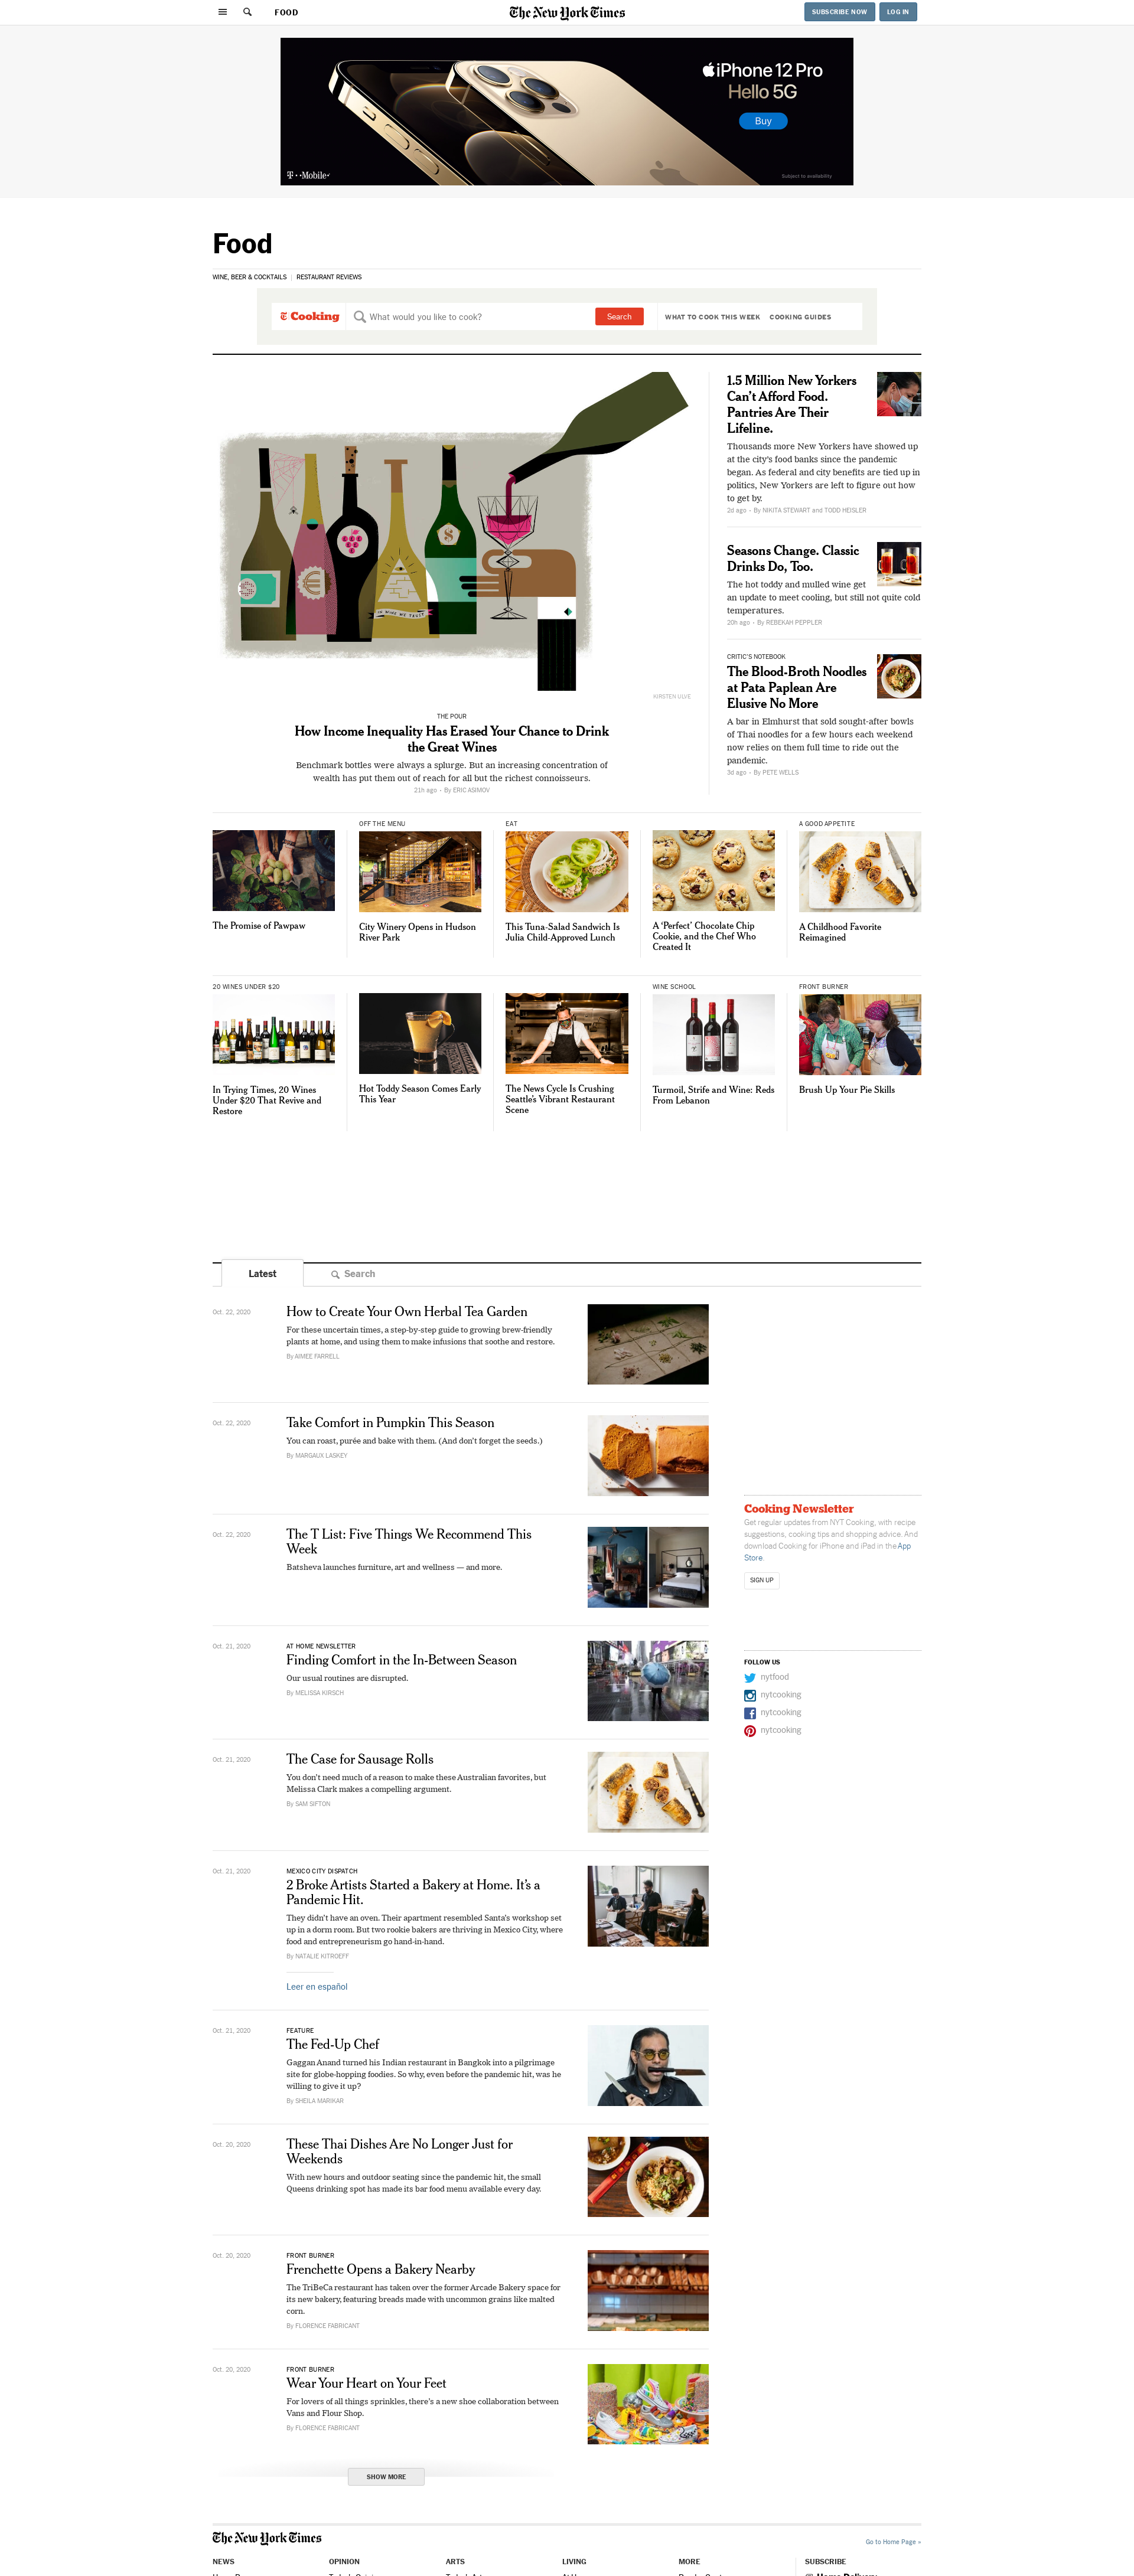 FOOD
The New York Times
SUBSCRIBE NOW
LOG IN
iPhone 12 Pro
Hello 5G
Buy
T-Mobile
Subject to availability
Food
WINE, BEER & COCKTAILS | RESTAURANT REVIEWS
Cooking
What would you like to cook?
Search
WHAT TO COOK THIS WEEK
COOKING GUIDES
IN WINE WE TRUST
KIRSTEN ULVE
THE POUR
How Income Inequality Has Erased Your Chance to Drink
the Great Wines
Benchmark bottles were always a splurge. But an increasing concentration of
wealth has put them out of reach for all but the richest connoisseurs.
21h ago • By ERIC ASIMOV
1.5 Million New Yorkers
Can’t Afford Food.
Pantries Are Their
Lifeline.
Thousands more New Yorkers have showed up
at the city’s food banks since the pandemic
began. As federal and city benefits are tied up in
politics, New Yorkers are left to figure out how
to get by.
2d ago • By NIKITA STEWART and TODD HEISLER
Seasons Change. Classic
Drinks Do, Too.
The hot toddy and mulled wine get
an update to meet cooling, but still not quite cold
temperatures.
20h ago • By REBEKAH PEPPLER
CRITIC’S NOTEBOOK
The Blood-Broth Noodles
at Pata Paplean Are
Elusive No More
A bar in Elmhurst that sold sought-after bowls
of Thai noodles for a few hours each weekend
now relies on them full time to ride out the
pandemic.
3d ago • By PETE WELLS
The Promise of Pawpaw
OFF THE MENU
City Winery Opens in Hudson
River Park
EAT
This Tuna-Salad Sandwich Is
Julia Child-Approved Lunch
A ‘Perfect’ Chocolate Chip
Cookie, and the Chef Who
Created It
A GOOD APPETITE
A Childhood Favorite
Reimagined
20 WINES UNDER $20
In Trying Times, 20 Wines
Under $20 That Revive and
Restore
Hot Toddy Season Comes Early
This Year
The News Cycle Is Crushing
Seattle’s Vibrant Restaurant
Scene
WINE SCHOOL
Turmoil, Strife and Wine: Reds
From Lebanon
FRONT BURNER
Brush Up Your Pie Skills
Latest
Search
Oct. 22, 2020
How to Create Your Own Herbal Tea Garden
For these uncertain times, a step-by-step guide to growing brew-friendly
plants at home, and using them to make infusions that soothe and restore.
By AIMEE FARRELL
Oct. 22, 2020
Take Comfort in Pumpkin This Season
You can roast, purée and bake with them. (And don’t forget the seeds.)
By MARGAUX LASKEY
Oct. 22, 2020
The T List: Five Things We Recommend This
Week
Batsheva launches furniture, art and wellness — and more.
Oct. 21, 2020
AT HOME NEWSLETTER
Finding Comfort in the In-Between Season
Our usual routines are disrupted.
By MELISSA KIRSCH
Oct. 21, 2020
The Case for Sausage Rolls
You don’t need much of a reason to make these Australian favorites, but
Melissa Clark makes a compelling argument.
By SAM SIFTON
Oct. 21, 2020
MEXICO CITY DISPATCH
2 Broke Artists Started a Bakery at Home. It’s a
Pandemic Hit.
They didn’t have an oven. Their apartment resembled Santa’s workshop set
up in a dorm room. But two rookie bakers are thriving in Mexico City, where
food and entrepreneurism go hand-in-hand.
By NATALIE KITROEFF
Leer en español
Oct. 21, 2020
FEATURE
The Fed-Up Chef
Gaggan Anand turned his Indian restaurant in Bangkok into a pilgrimage
site for globe-hopping foodies. So why, even before the pandemic hit, was he
willing to give it up?
By SHEILA MARIKAR
Oct. 20, 2020
These Thai Dishes Are No Longer Just for
Weekends
With new hours and outdoor seating since the pandemic hit, the small
Queens drinking spot has made its bar food menu available every day.
Oct. 20, 2020
FRONT BURNER
Frenchette Opens a Bakery Nearby
The TriBeCa restaurant has taken over the former Arcade Bakery space for
its new bakery, featuring breads made with uncommon grains like malted
corn.
By FLORENCE FABRICANT
Oct. 20, 2020
FRONT BURNER
Wear Your Heart on Your Feet
For lovers of all things sprinkles, there’s a new shoe collaboration between
Vans and Flour Shop.
By FLORENCE FABRICANT
SHOW MORE
Cooking Newsletter
Get regular updates from NYT Cooking, with recipe
suggestions, cooking tips and shopping advice. And
download Cooking for iPhone and iPad in the App
Store.
SIGN UP
FOLLOW US
nytfood
nytcooking
nytcooking
nytcooking
The New York Times
Go to Home Page »
NEWS
OPINION
ARTS
LIVING
MORE
SUBSCRIBE